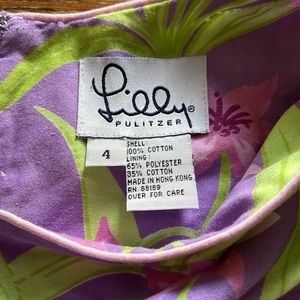 Lilly®
PULITZER
4
SHELL:
100% COTTON
LINING:
65% POLYESTER
35% COTTON
MADE IN HONG KONG
RN 88189
OVER FOR CARE